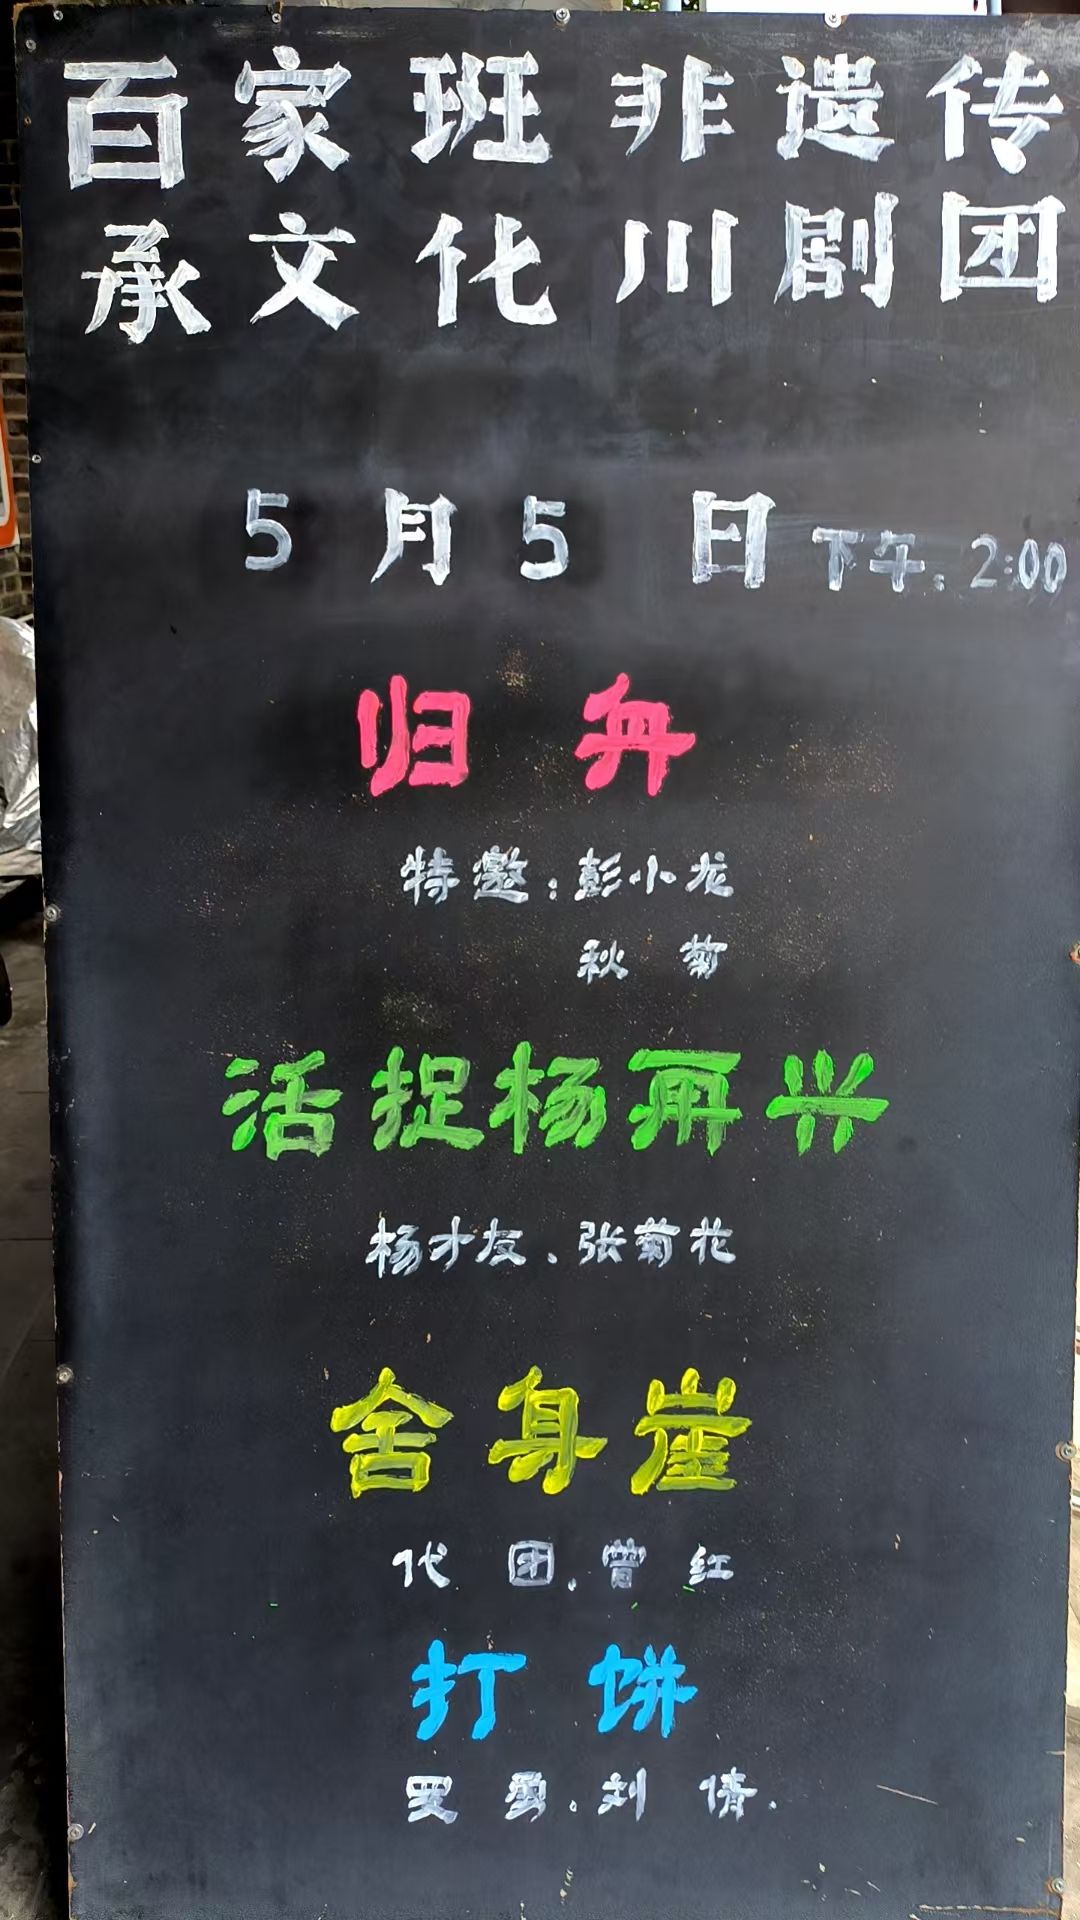 百家班非遗传
承文化川剧团
5月5日下午:2:00
归舟
特邀:彭小龙
秋菊
活捉杨再兴
杨才友、张菊花
舍身崖
代团、曾红
打饼
罗勇、刘倩.